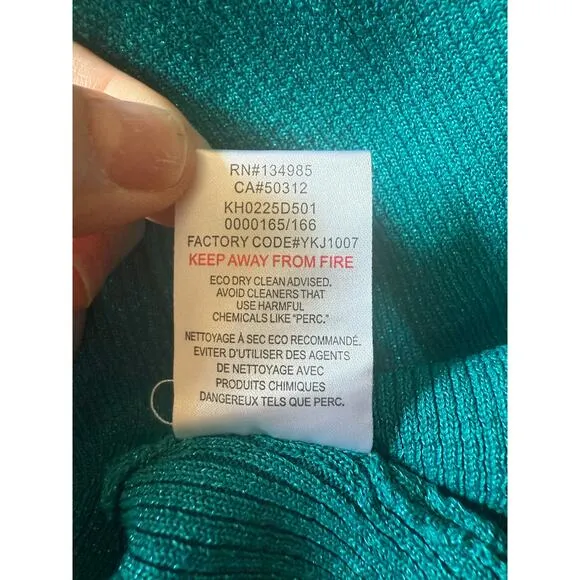 RN#134985
CA#50312
KH0225D501
0000165/166
FACTORY CODE#YKJ1007
KEEP AWAY FROM FIRE
ECO DRY CLEAN ADVISED.
AVOID CLEANERS THAT
USE HARMFUL
CHEMICALS LIKE "PERC."
NETTOYAGE À SEC ECO RECOMMANDÉ.
EVITER D'UTILISER DES AGENTS
DE NETTOYAGE AVEC
PRODUITS CHIMIQUES
DANGEREUX TELS QUE PERC.